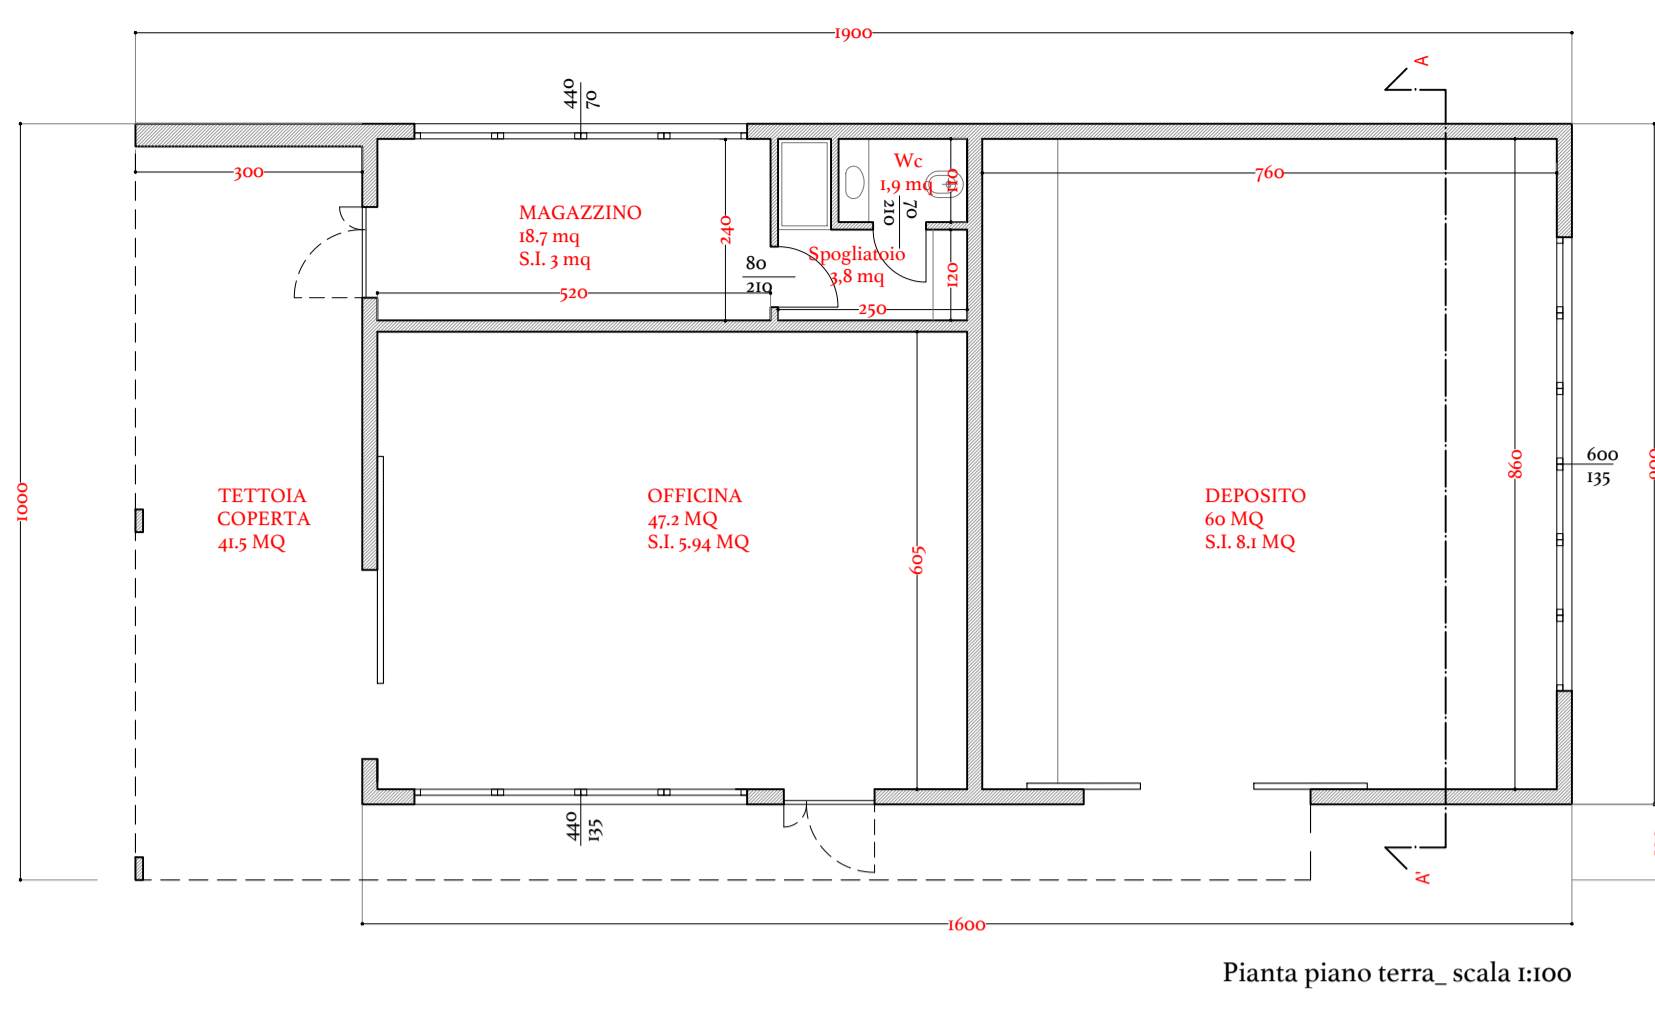 1900
A
440
70
300
760
Wc
1,9 mq
110
70
210
MAGAZZINO
18.7 mq
S.I. 3 mq
240
Spogliatoio
3,8 mq
80
210
120
520
250
1000
TETTOIA
COPERTA
41.5 MQ
OFFICINA
47.2 MQ
S.I. 5.94 MQ
605
DEPOSITO
60 MQ
S.I. 8.1 MQ
860
600
135
440
135
A'
1600
Pianta piano terra_ scala 1:100